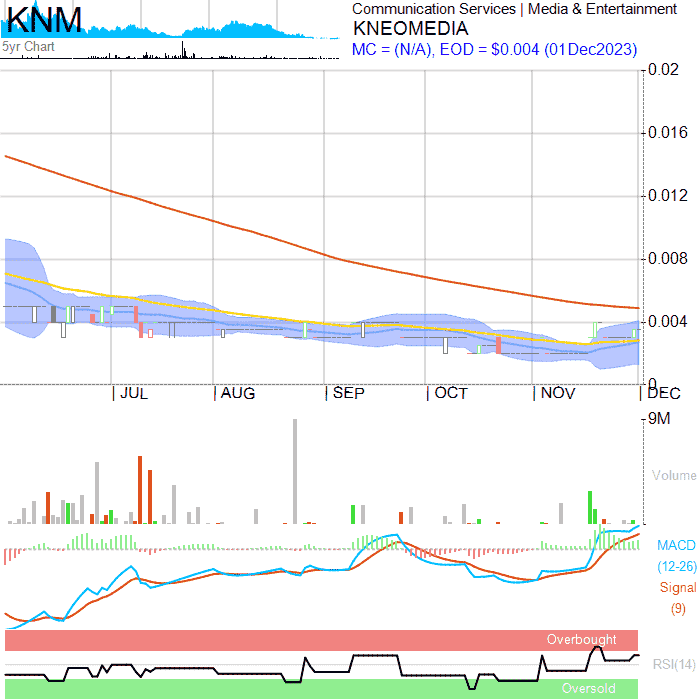 KNM
5yr Chart
Communication Services | Media & Entertainment
KNEOMEDIA
MC = (N/A), EOD = $0.004 (01Dec2023)
0.02
0.016
0.012
0.008
0.004
0
JUL
AUG
SEP
OCT
NOV
DEC
9M
Volume
MACD
(12-26)
Signal
(9)
Overbought
RSI(14)
Oversold